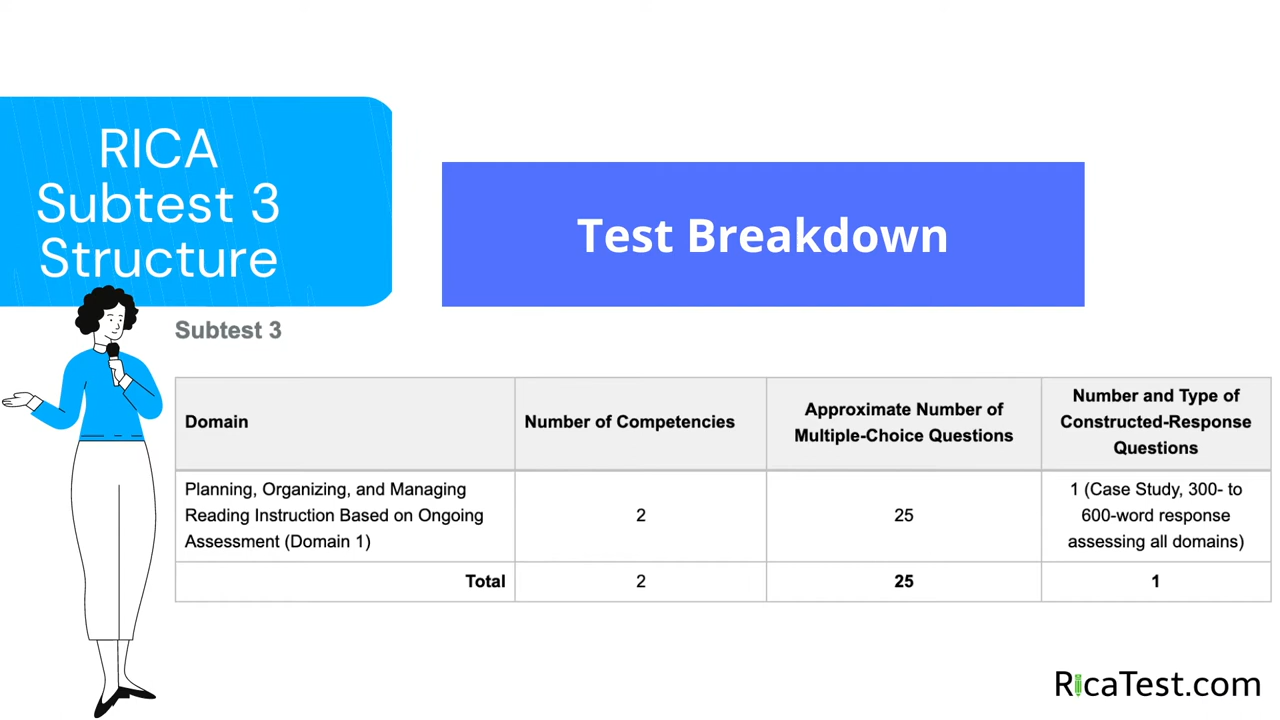 RICA
Subtest 3
Structure
Test Breakdown
Subtest 3
Domain
Number of Competencies
Approximate Number of
Multiple-Choice Questions
Number and Type of
Constructed-Response
Questions
Planning, Organizing, and Managing
Reading Instruction Based on Ongoing
Assessment (Domain 1)
2
25
1 (Case Study, 300- to
600-word response
assessing all domains)
Total
2
25
1
RicaTest.com